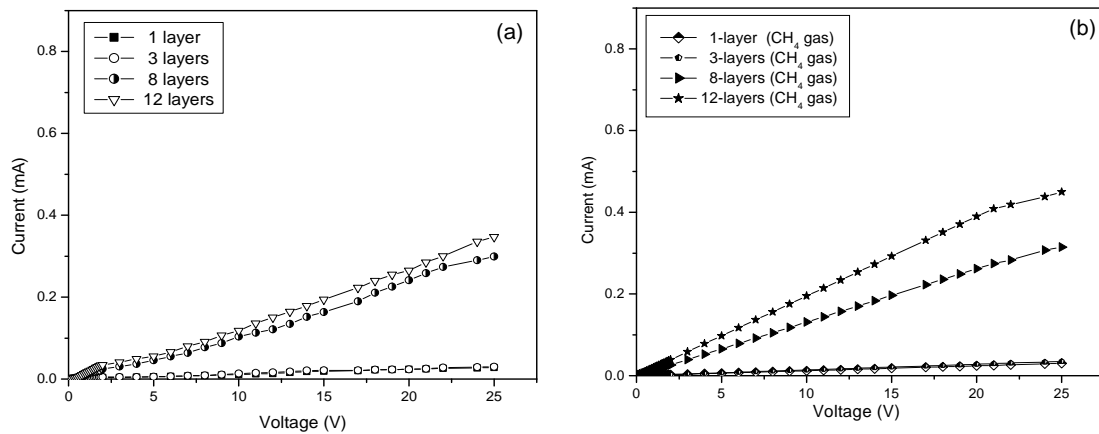 (a)
1 layer
3 layers
8 layers
12 layers
0.9
0.8
0.6
0.4
0.2
0.0
Current (mA)
0
5
10
15
20
25
Voltage (V)
(b)
1-layer (CH4 gas)
3-layers (CH4 gas)
8-layers (CH4 gas)
12-layers (CH4 gas)
0.8
0.6
0.4
0.2
0.0
Current (mA)
0
5
10
15
20
25
Voltage (V)